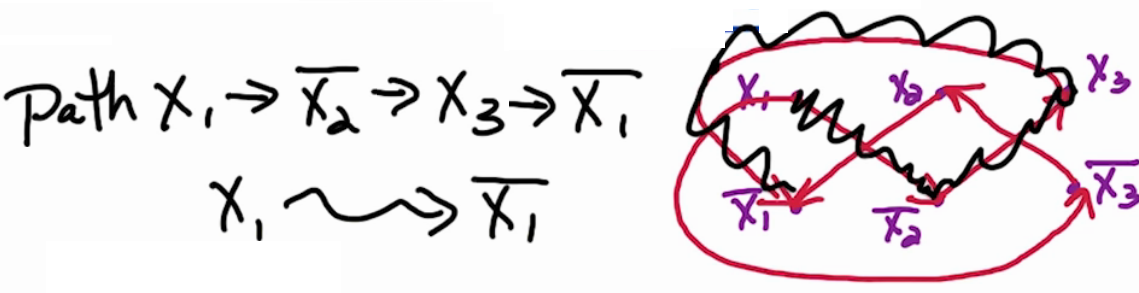 Path X₁ → X̅₂ → X₃ → X̅₁
X₁ ⇝ X̅₁
X₁ X₂ X₃
X̅₁ X̅₂ X̅₃